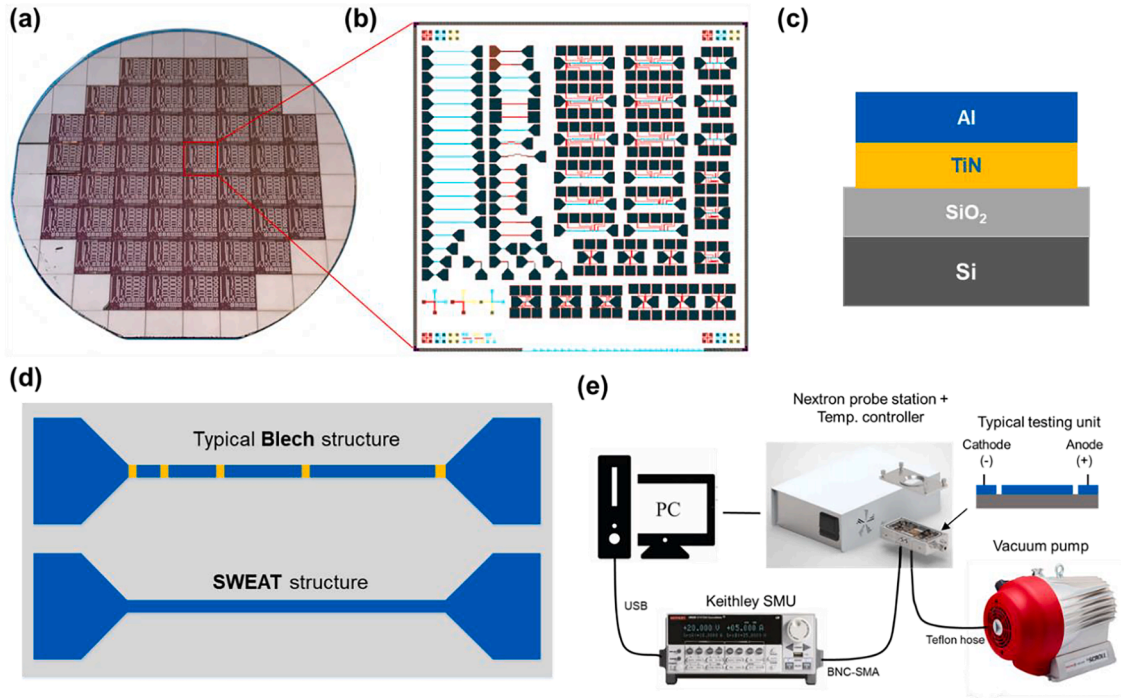 (a)
(b)
(c)
Al
TiN
SiO₂
Si
(d)
Typical Blech structure
SWEAT structure
(e)
Nextron probe station +
Temp. controller
Typical testing unit
Cathode
(-)
Anode
(+)
PC
Vacuum pump
USB
Keithley SMU
BNC-SMA
Teflon hose